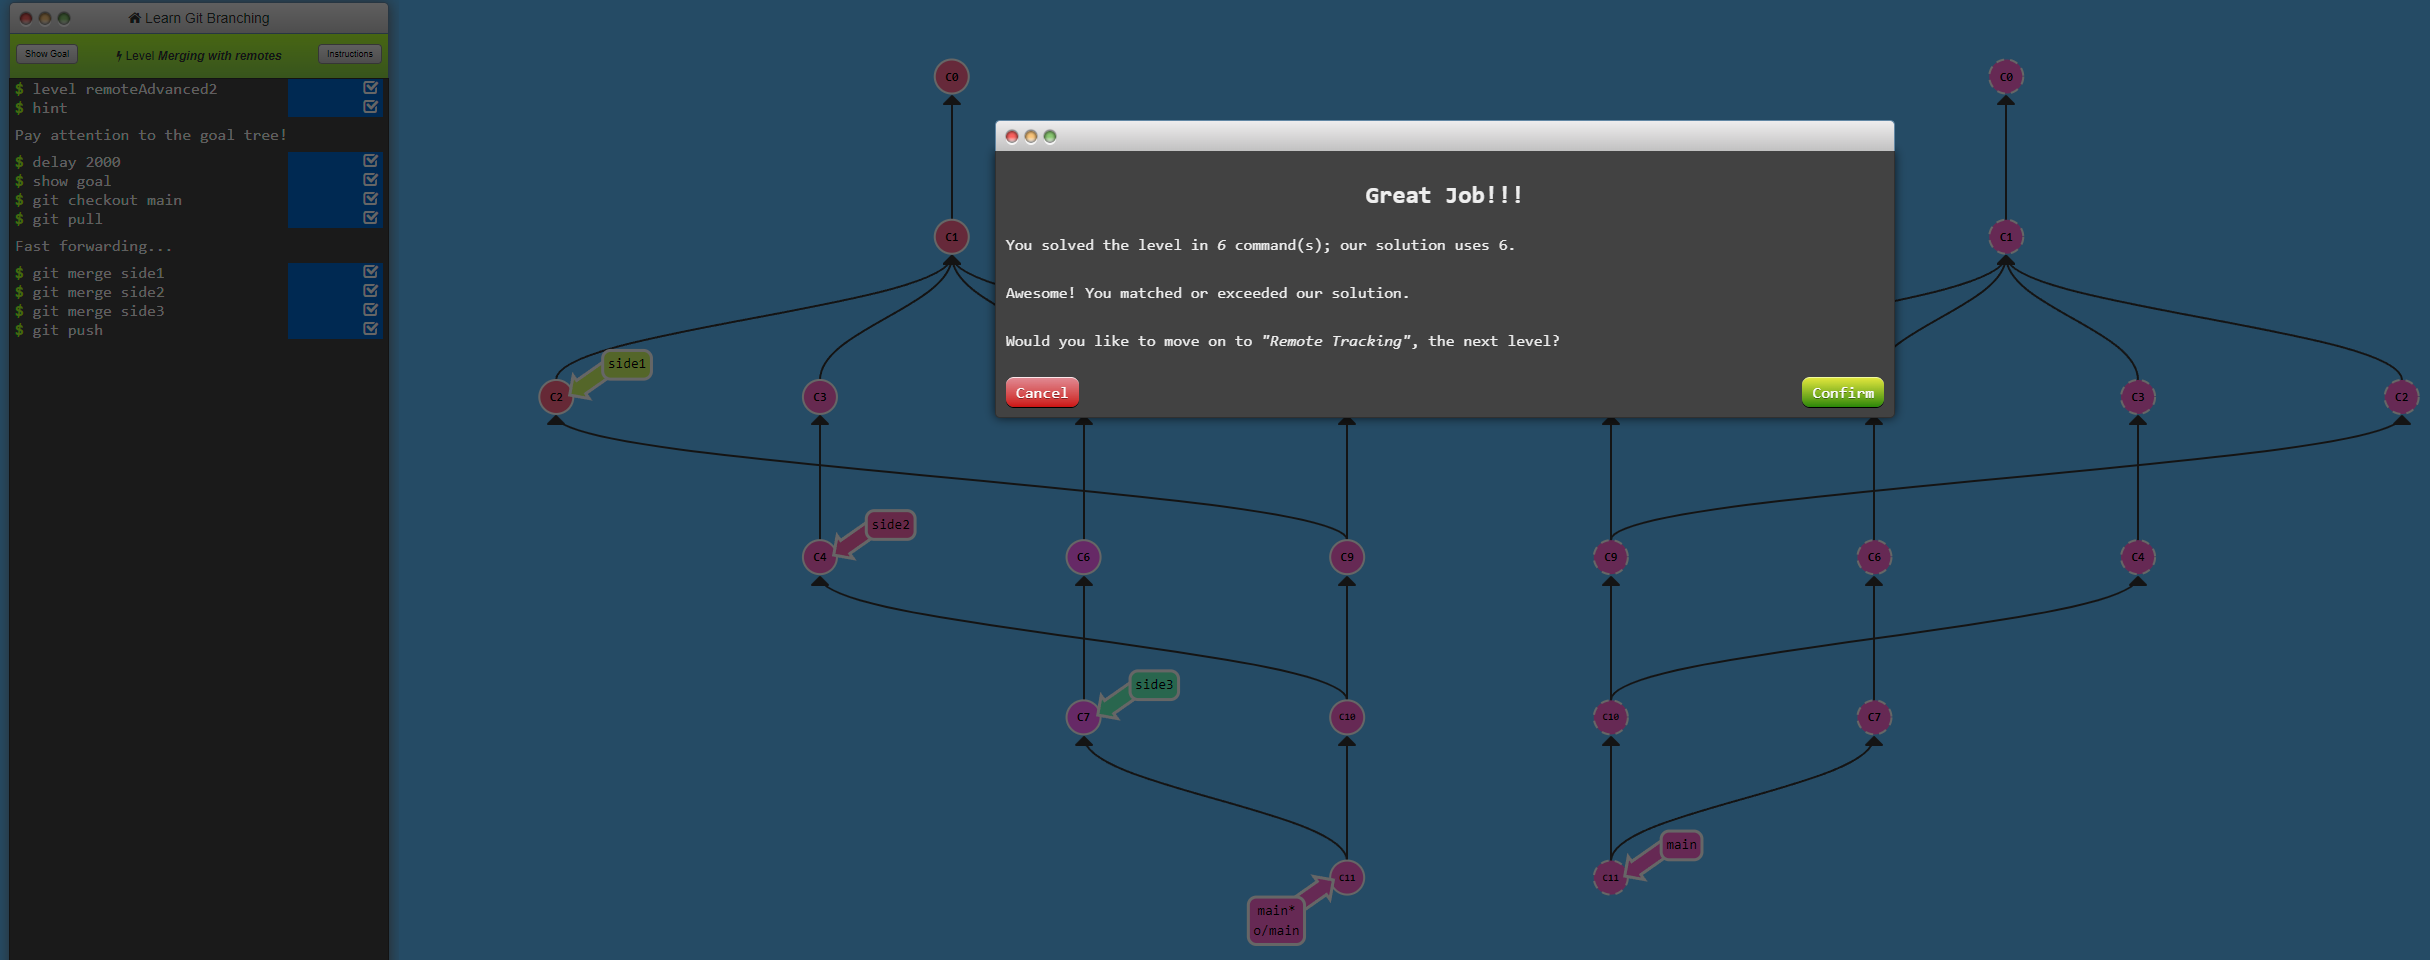 Learn Git Branching
Show Goal
Level Merging with remotes
Instructions
$ level remoteAdvanced2
$ hint
Pay attention to the goal tree!
$ delay 2000
$ show goal
$ git checkout main
$ git pull
Fast forwarding...
$ git merge side1
$ git merge side2
$ git merge side3
$ git push
Great Job!!!
You solved the level in 6 command(s); our solution uses 6.
Awesome! You matched or exceeded our solution.
Would you like to move on to "Remote Tracking", the next level?
Cancel
Confirm
C0
C0
C1
C1
side1
C2
C3
C3
C2
side2
C4
C6
C9
C9
C6
C4
side3
C7
C10
C10
C7
main
C11
C11
main*
o/main